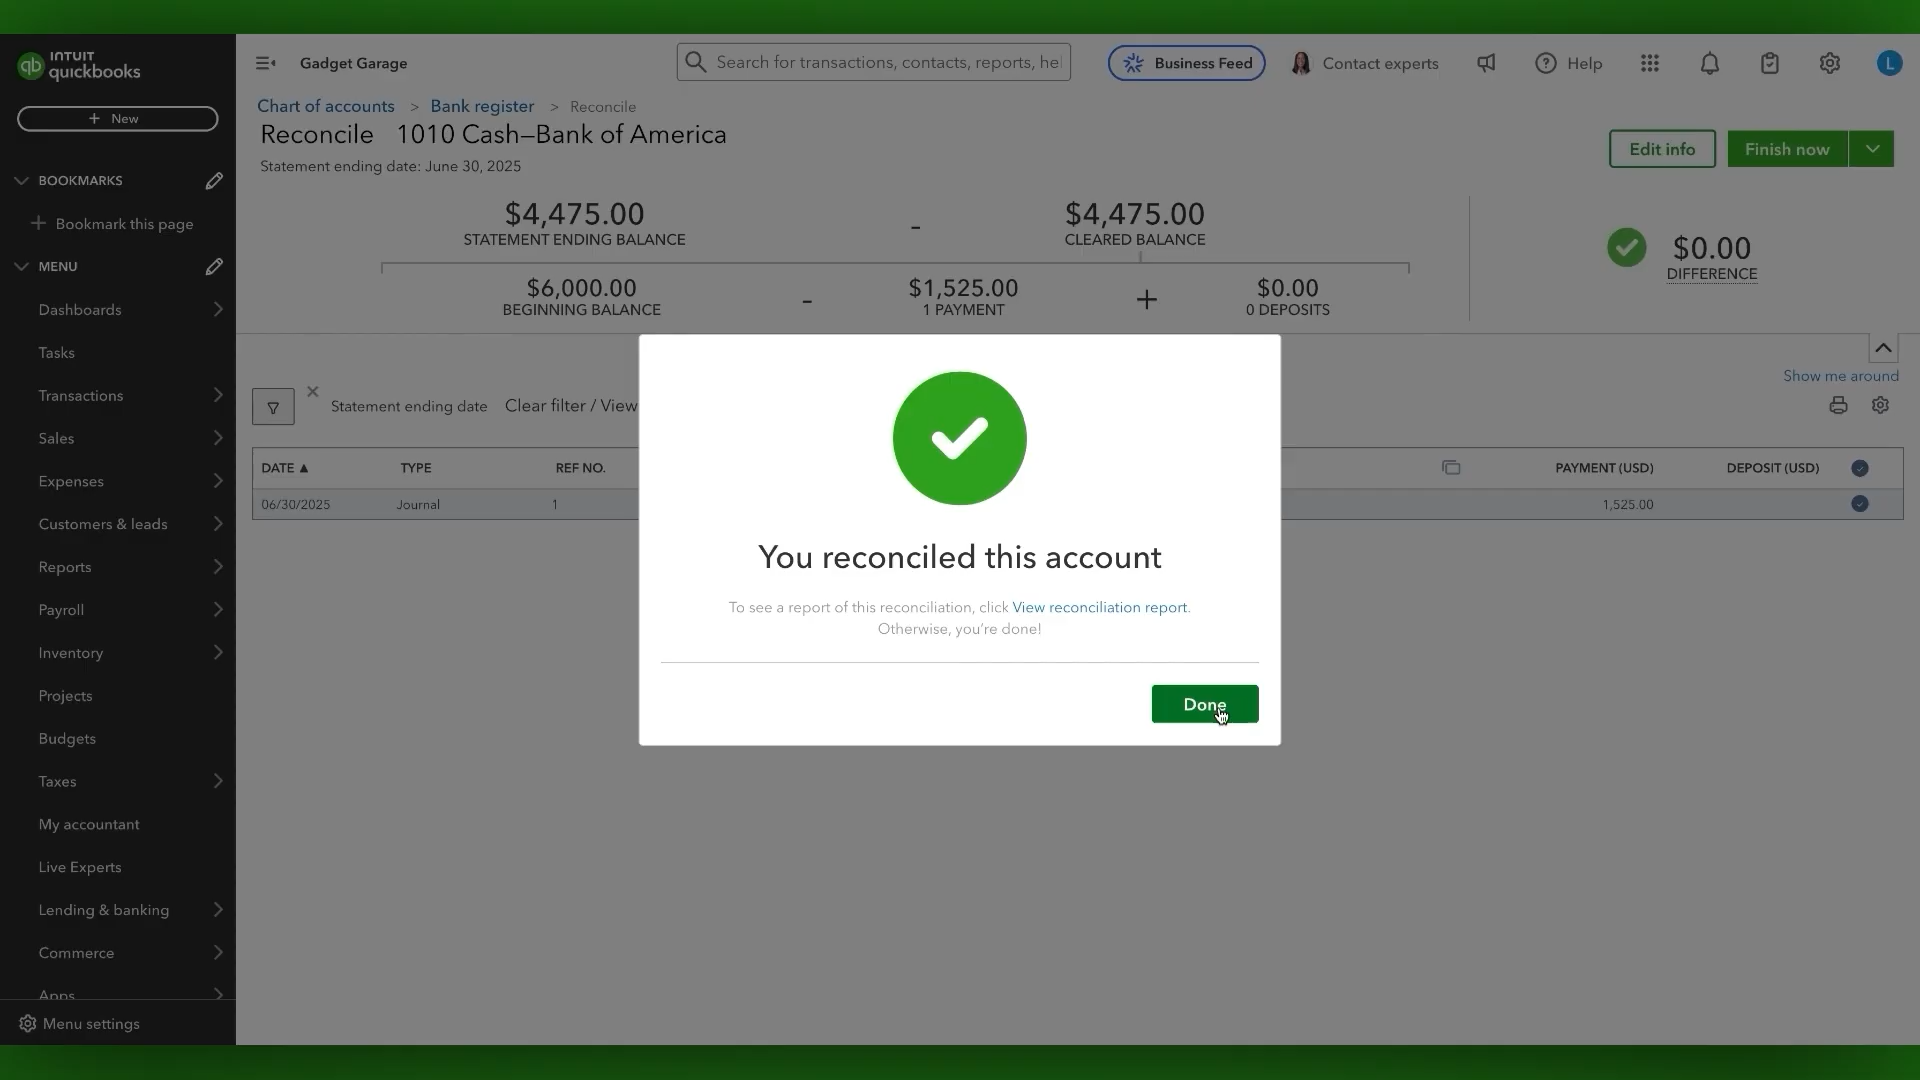 INTUIT
quickbooks
New
BOOKMARKS
Bookmark this page
MENU
Dashboards
Tasks
Transactions
Sales
Expenses
Customers & leads
Reports
Payroll
Inventory
Projects
Budgets
Taxes
My accountant
Live Experts
Lending & banking
Commerce
Apps
Menu settings
Gadget Garage
Search for transactions, contacts, reports, hel
Business Feed
Contact experts
Help
L
Chart of accounts > Bank register > Reconcile
Reconcile 1010 Cash–Bank of America
Statement ending date: June 30, 2025
Edit info
Finish now
$4,475.00 - $4,475.00
STATEMENT ENDING BALANCE CLEARED BALANCE
$6,000.00 - $1,525.00 + $0.00
BEGINNING BALANCE 1 PAYMENT 0 DEPOSITS
$0.00
DIFFERENCE
Show me around
Statement ending date Clear filter / View
DATE ▲ TYPE REF NO. PAYMENT (USD) DEPOSIT (USD)
06/30/2025 Journal 1 1,525.00
You reconciled this account
To see a report of this reconciliation, click View reconciliation report.
Otherwise, you're done!
Done